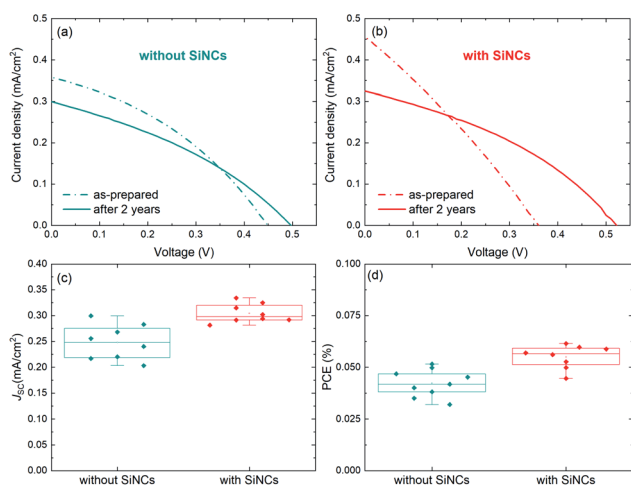 (a)
without SiNCs
Current density (mA/cm²)
0.5
0.4
0.3
0.2
0.1
0.0
as-prepared
after 2 years
0.0 0.1 0.2 0.3 0.4 0.5
Voltage (V)
(b)
with SiNCs
Current density (mA/cm²)
0.5
0.4
0.3
0.2
0.1
0.0
as-prepared
after 2 years
0.0 0.1 0.2 0.3 0.4 0.5
Voltage (V)
(c)
J_SC(mA/cm²)
0.40
0.35
0.30
0.25
0.20
0.15
0.10
0.05
0.00
without SiNCs with SiNCs
(d)
PCE (%)
0.100
0.075
0.050
0.025
0.000
without SiNCs with SiNCs